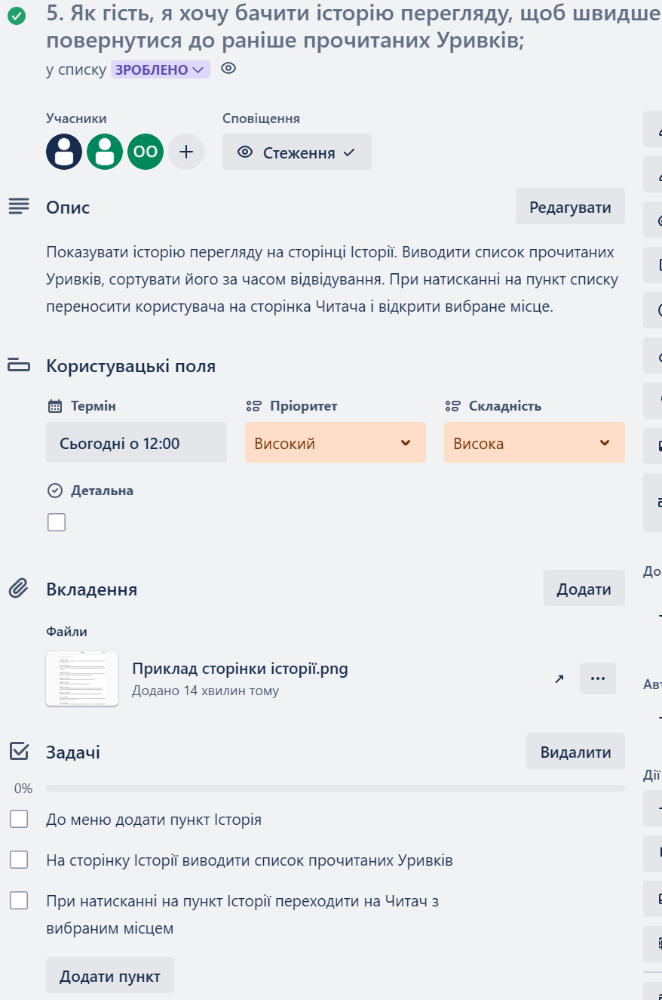 5. Як гість, я хочу бачити історію перегляду, щоб швидше
повернутися до раніше прочитаних Уривків;
у списку ЗРОБЛЕНО
Учасники
Сповіщення
OO
Стеження
Опис
Редагувати
Показувати історію перегляду на сторінці Історії. Виводити список прочитаних
Уривків, сортувати його за часом відвідування. При натисканні на пункт списку
переносити користувача на сторінка Читача і відкрити вибране місце.
Користувацькі поля
Термін
Пріоритет
Складність
Сьогодні о 12:00
Високий
Висока
Детальна
Вкладення
Додати
Файли
Приклад сторінки історії.png
Додано 14 хвилин тому
Задачі
Видалити
0%
До меню додати пункт Історія
На сторінку Історії виводити список прочитаних Уривків
При натисканні на пункт Історії переходити на Читач з
вибраним місцем
Додати пункт
До
Авт
Дії